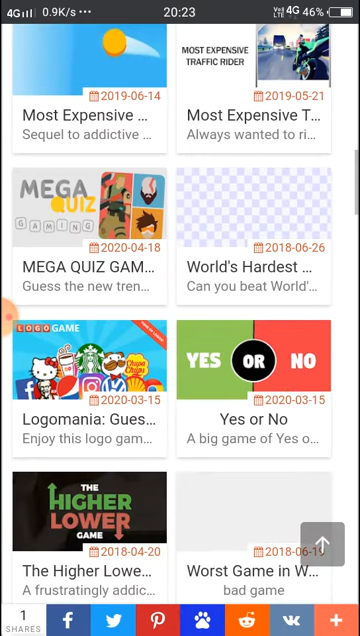 4G 0.9K/s ··· 20:23 Vo) LTE 4G 46%
2019-06-14
Most Expensive ...
Sequel to addictive ...
MOST EXPENSIVE
TRAFFIC RIDER
2019-05-21
Most Expensive T...
Always wanted to ri...
MEGA
QUIZ
GAMING
2020-04-18
MEGA QUIZ GAM...
Guess the new tren...
2018-06-26
World's Hardest ...
Can you beat World'...
LOGO GAME
Chupa
Chups
2020-03-15
Logomania: Gues...
Enjoy this logo gam...
YES OR NO
2020-03-15
Yes or No
A big game of Yes o...
THE
HIGHER
LOWER
GAME
2018-04-20
The Higher Lowe...
A frustratingly addic...
2018-06-19
Worst Game in W...
bad game
1
SHARES